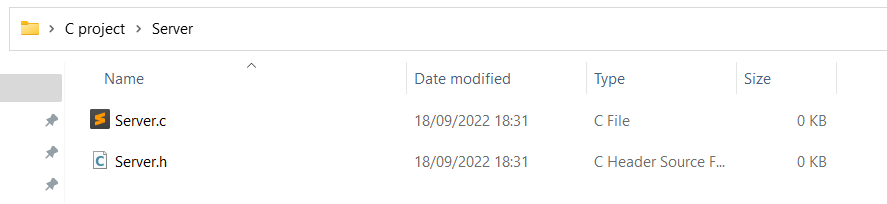 C project > Server
Name Date modified Type Size
Server.c 18/09/2022 18:31 C File 0 KB
Server.h 18/09/2022 18:31 C Header Source F... 0 KB